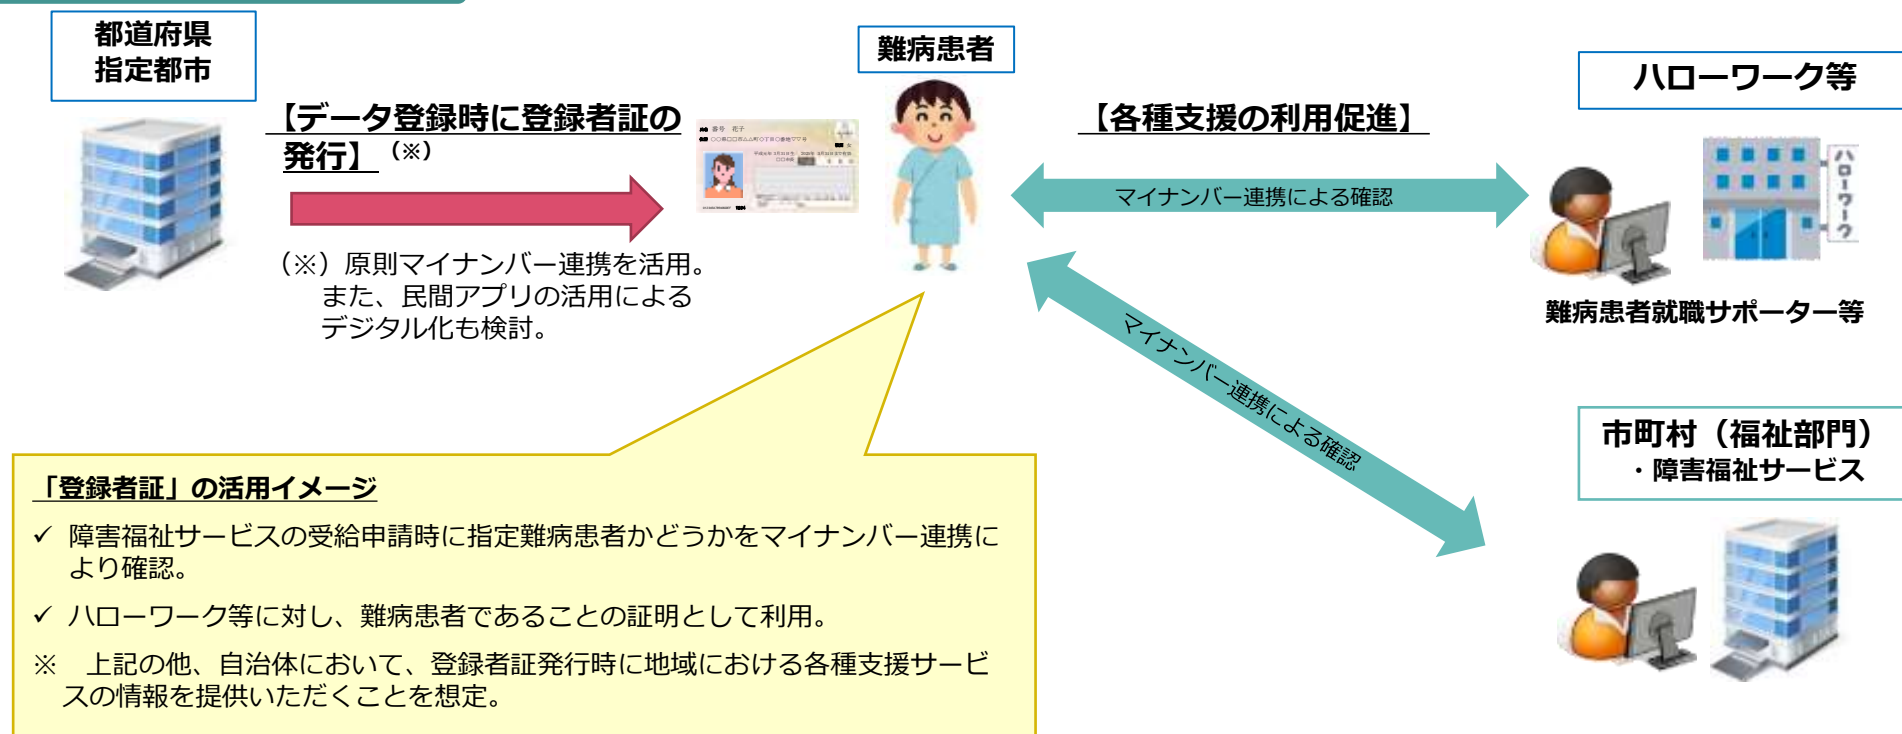 都道府県
指定都市
難病患者
ハローワーク等
【データ登録時に登録者証の
発行】（※）
番号 花子
【各種支援の利用促進】
マイナンバー連携による確認
ハローワーク
（※）原則マイナンバー連携を活用。
また、民間アプリの活用による
デジタル化も検討。
難病患者就職サポーター等
マイナンバー連携による確認
市町村（福祉部門）
・障害福祉サービス
「登録者証」の活用イメージ
✓ 障害福祉サービスの受給申請時に指定難病患者かどうかをマイナンバー連携に
より確認。
✓ ハローワーク等に対し、難病患者であることの証明として利用。
※　上記の他、自治体において、登録者証発行時に地域における各種支援サービ
スの情報を提供いただくことを想定。